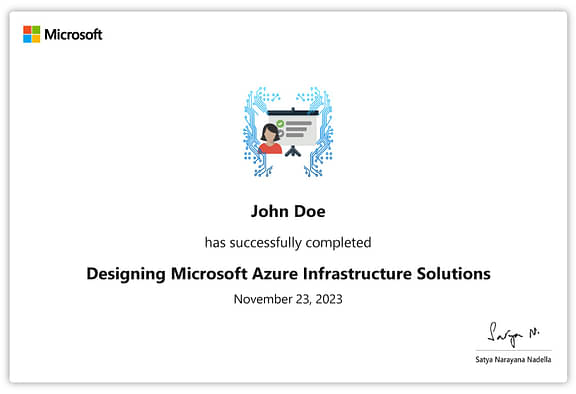 Microsoft
John Doe
has successfully completed
Designing Microsoft Azure Infrastructure Solutions
November 23, 2023
Satya N.
Satya Narayana Nadella